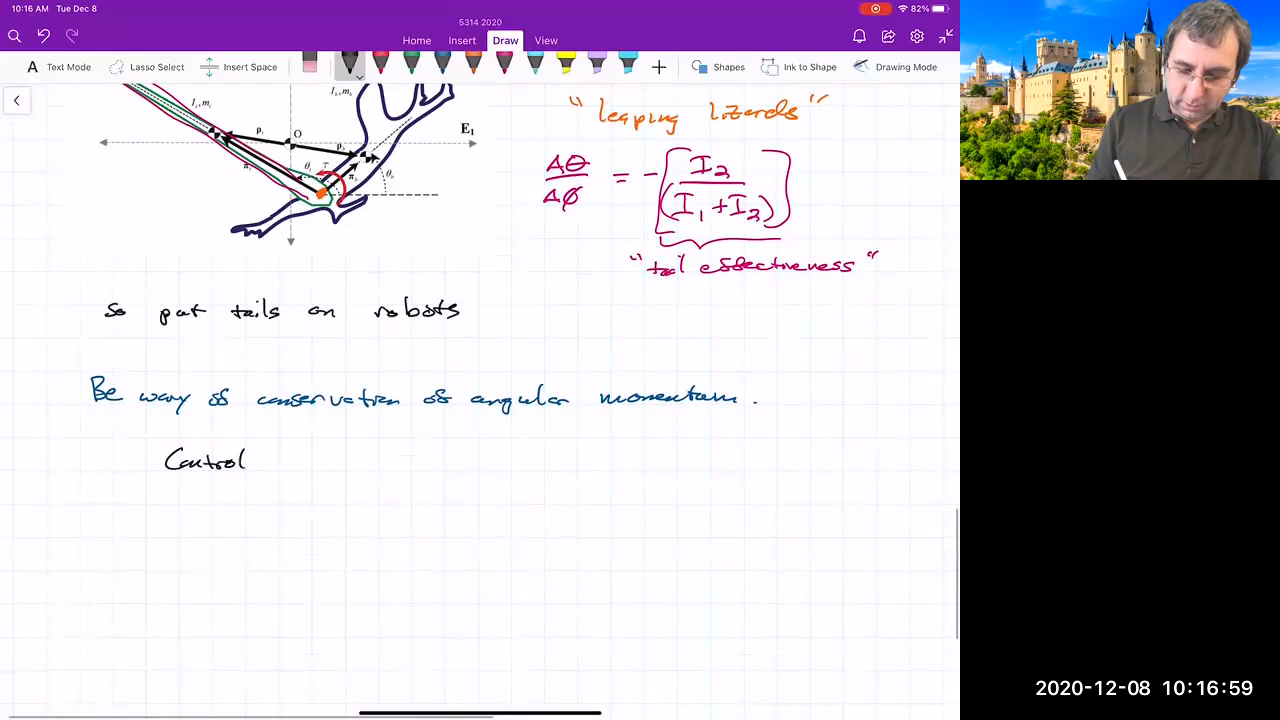 10:16 AM Tue Dec 8
82%
5314 2020
Home Insert Draw View
Text Mode Lasso Select Insert Space Shapes Ink to Shape Drawing Mode
"leaping lizards"
O
E₁
ρ
θ τ
θ
Δθ/Δφ = -[I₂/(I₁+I₂)]
"tail effectiveness"
so put tails on robots
Be wary of conservation of angular momentum.
Control
2020-12-08 10:16:59